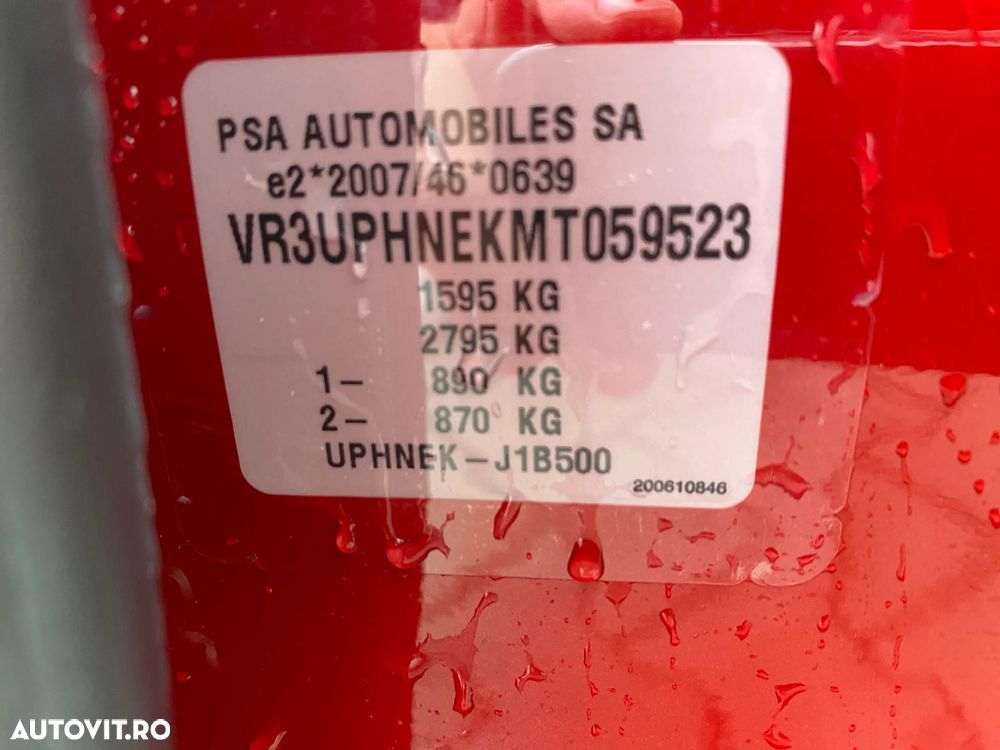 PSA AUTOMOBILES SA
e2*2007/46*0639
VR3UPHNEKMT059523
1595 KG
2795 KG
1– 890 KG
2– 870 KG
UPHNEK–J1B500
200610846
AUTOVIT.RO